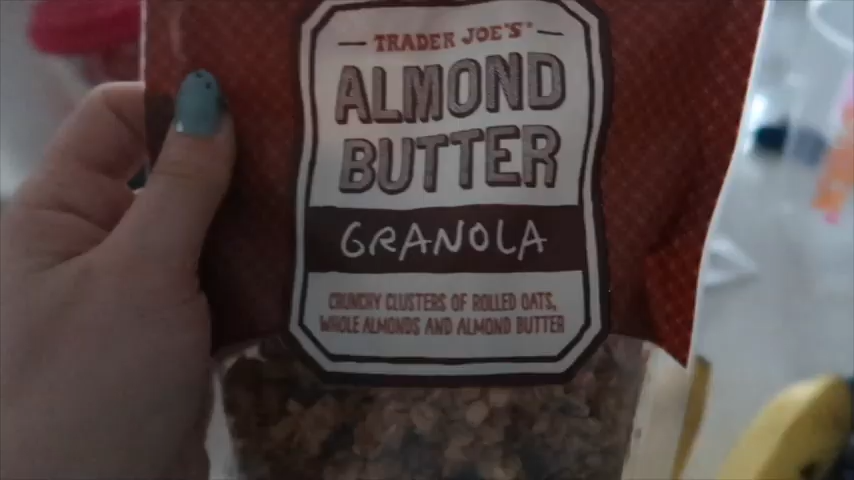 TRADER JOE'S
ALMOND
BUTTER
GRANOLA
CRUNCHY CLUSTERS OF ROLLED OATS,
WHOLE ALMONDS AND ALMOND BUTTER